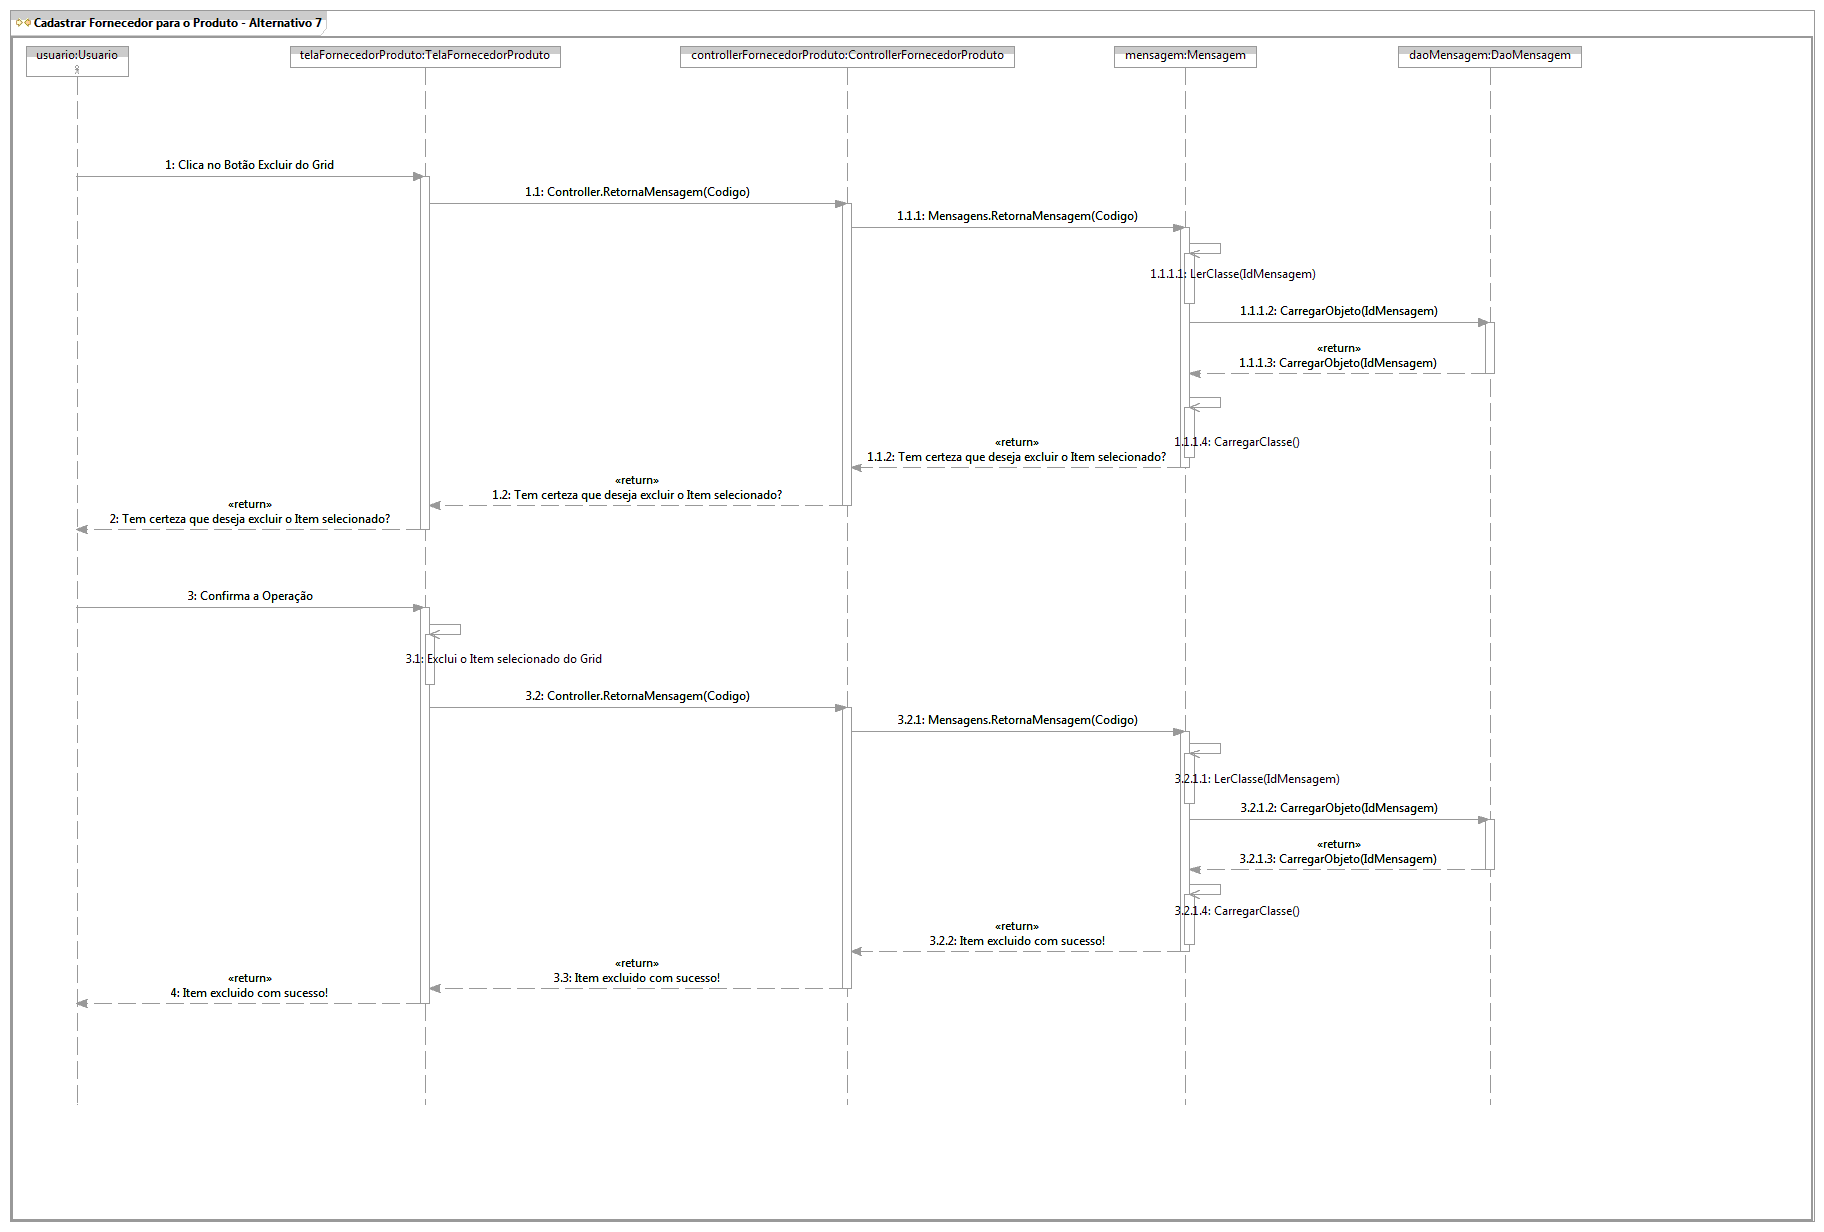 Cadastrar Fornecedor para o Produto - Alternativo 7
usuario:Usuario
telaFornecedorProduto:TelaFornecedorProduto
controllerFornecedorProduto:ControllerFornecedorProduto
mensagem:Mensagem
daoMensagem:DaoMensagem
1: Clica no Botão Excluir do Grid
1.1: Controller.RetornaMensagem(Codigo)
1.1.1: Mensagens.RetornaMensagem(Codigo)
1.1.1.1: LerClasse(IdMensagem)
1.1.1.2: CarregarObjeto(IdMensagem)
«return»
1.1.1.3: CarregarObjeto(IdMensagem)
1.1.1.4: CarregarClasse()
«return»
1.1.2: Tem certeza que deseja excluir o Item selecionado?
«return»
1.2: Tem certeza que deseja excluir o Item selecionado?
«return»
2: Tem certeza que deseja excluir o Item selecionado?
3: Confirma a Operação
3.1: Exclui o Item selecionado do Grid
3.2: Controller.RetornaMensagem(Codigo)
3.2.1: Mensagens.RetornaMensagem(Codigo)
3.2.1.1: LerClasse(IdMensagem)
3.2.1.2: CarregarObjeto(IdMensagem)
«return»
3.2.1.3: CarregarObjeto(IdMensagem)
3.2.1.4: CarregarClasse()
«return»
3.2.2: Item excluido com sucesso!
«return»
3.3: Item excluido com sucesso!
«return»
4: Item excluido com sucesso!